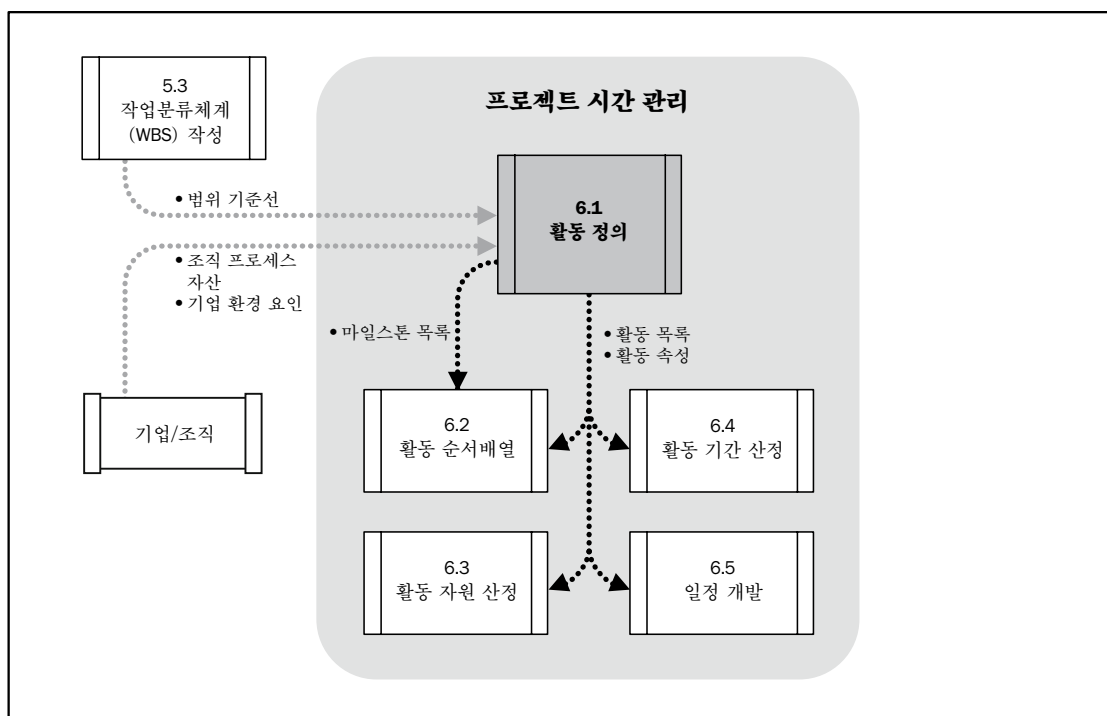 5.3
작업분류체계
(WBS) 작성
프로젝트 시간 관리
6.1
활동 정의
• 범위 기준선
• 조직 프로세스
자산
• 기업 환경 요인
• 마일스톤 목록
• 활동 목록
• 활동 속성
기업/조직
6.2
활동 순서배열
6.4
활동 기간 산정
6.3
활동 자원 산정
6.5
일정 개발